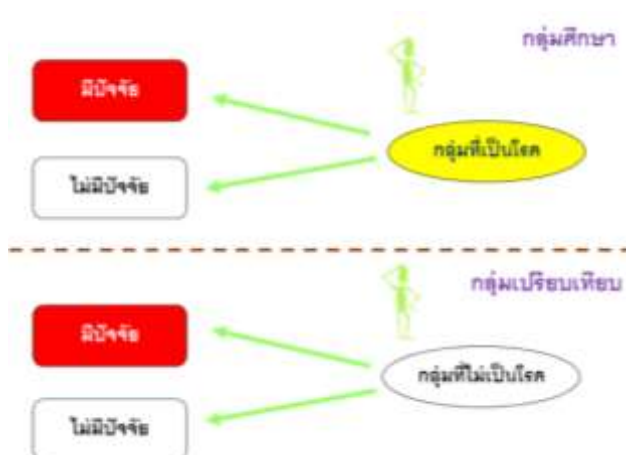 กลุ่มศึกษา
มีปัจจัย
กลุ่มที่เป็นโรค
ไม่มีปัจจัย
กลุ่มเปรียบเทียบ
มีปัจจัย
กลุ่มที่ไม่เป็นโรค
ไม่มีปัจจัย